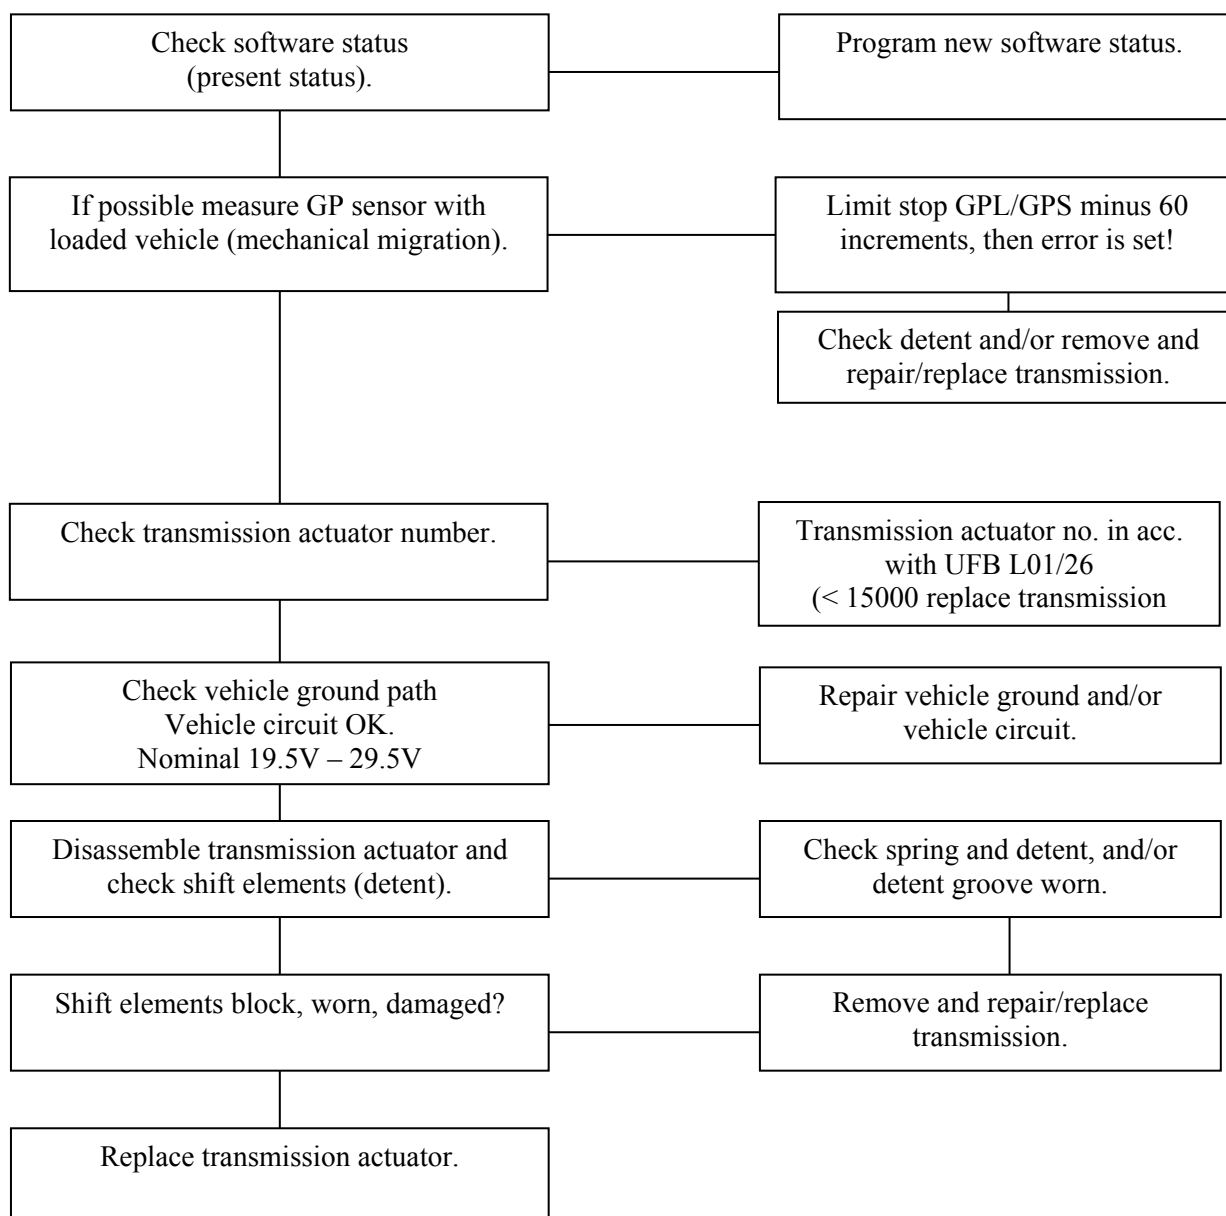 Check software status
(present status).
Program new software status.
If possible measure GP sensor with
loaded vehicle (mechanical migration).
Limit stop GPL/GPS minus 60
increments, then error is set!
Check detent and/or remove and
repair/replace transmission.
Check transmission actuator number.
Transmission actuator no. in acc.
with UFB L01/26
(< 15000 replace transmission
Check vehicle ground path
Vehicle circuit OK.
Nominal 19.5V – 29.5V
Repair vehicle ground and/or
vehicle circuit.
Disassemble transmission actuator and
check shift elements (detent).
Check spring and detent, and/or
detent groove worn.
Shift elements block, worn, damaged?
Remove and repair/replace
transmission.
Replace transmission actuator.